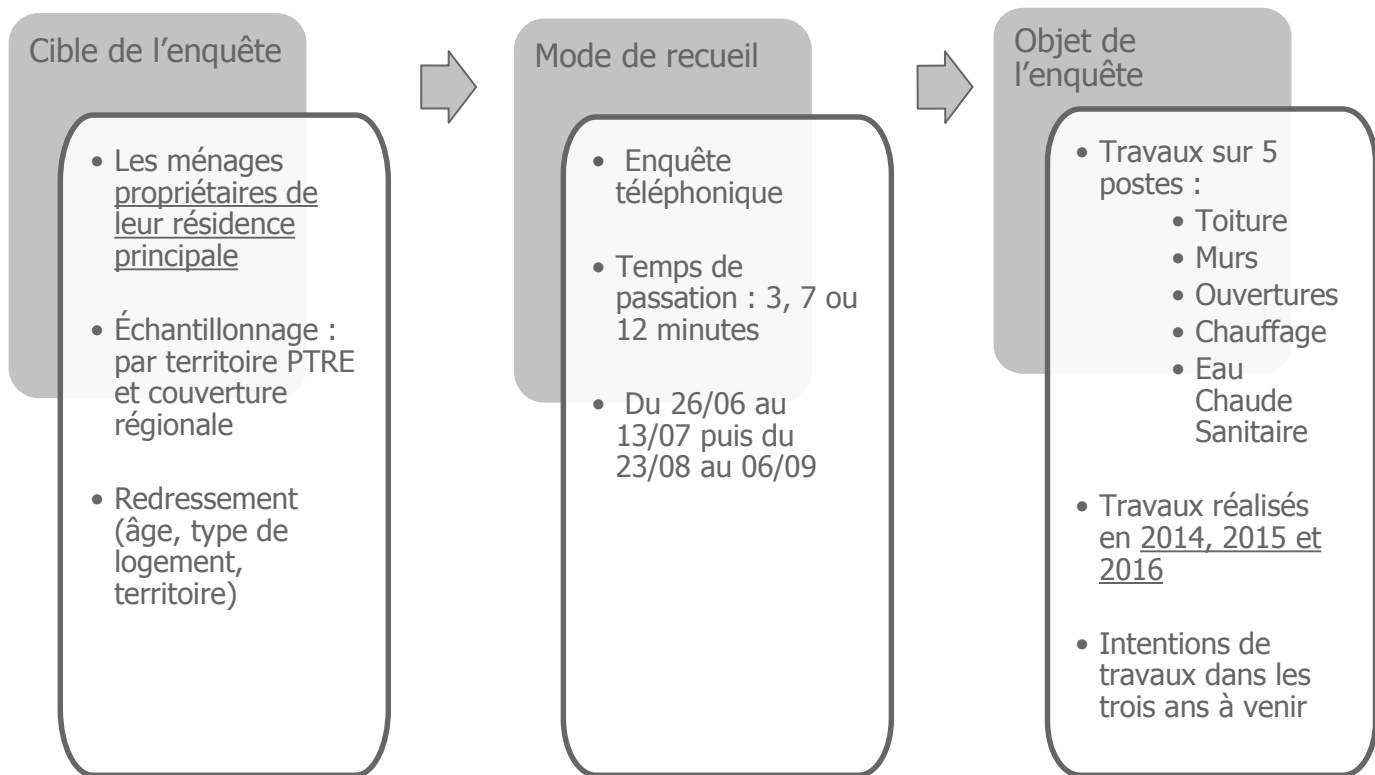 Cible de l’enquête
• Les ménages
propriétaires de
leur résidence
principale
• Échantillonnage :
par territoire PTRE
et couverture
régionale
• Redressement
(âge, type de
logement,
territoire)
Mode de recueil
• Enquête
téléphonique
• Temps de
passation : 3, 7 ou
12 minutes
• Du 26/06 au
13/07 puis du
23/08 au 06/09
Objet de
l’enquête
• Travaux sur 5
postes :
• Toiture
• Murs
• Ouvertures
• Chauffage
• Eau
Chaude
Sanitaire
• Travaux réalisés
en 2014, 2015 et
2016
• Intentions de
travaux dans les
trois ans à venir